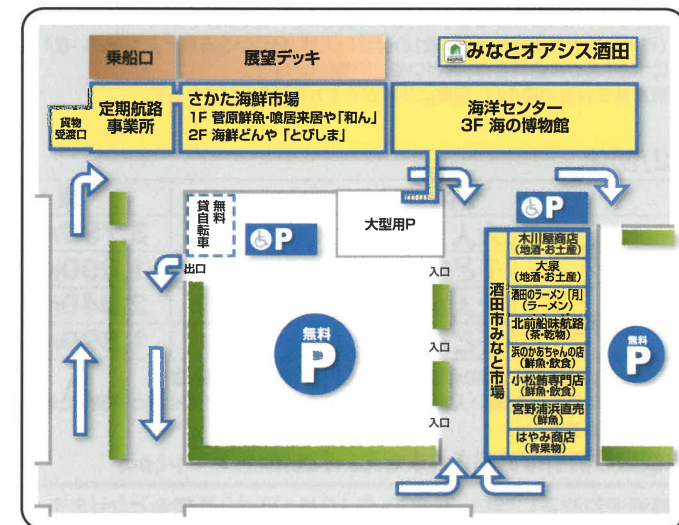 乗船口
展望デッキ
みなとオアシス酒田
貨物
受渡口
定期航路
事業所
さかた海鮮市場
1F 菅原鮮魚・喰居来居や「和ん」
2F 海鮮どんや「とびしま」
海洋センター
3F 海の博物館
無料
貸自転車
P
大型用P
P
出口
入口
入口
入口
無料
P
酒田市みなと市場
木川屋商店
(地酒・お土産)
大泉
(地酒・お土産)
酒田のラーメン「月」
(ラーメン)
北前船味航路
(茶・乾物)
浜のかあちゃんの店
(鮮魚・飲食)
小松鮪専門店
(鮮魚・飲食)
宮野浦浜直売
(鮮魚)
はやみ商店
(青果物)
無料
P